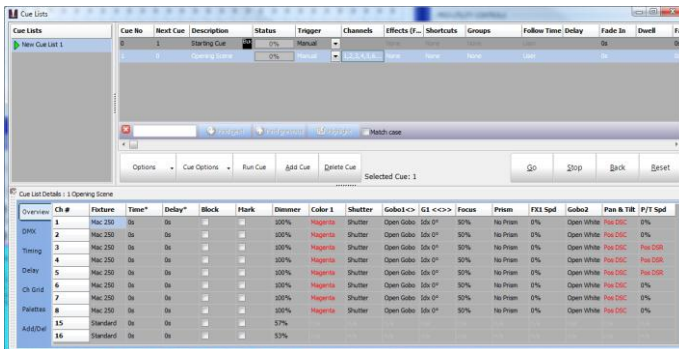 Cue Lists
Cue Lists
New Cue List 1
Cue No Next Cue Description Status Trigger Channels Effects (F... Shortcuts Groups Follow Time Delay Fade In Dwell
0 1 Starting Cue 0% Manual 0s
1 0 Opening Scene 0% Manual 1,2,3,4,5,6,
Match case
Options Cue Options Run Cue Add Cue Delete Cue Selected Cue: 1 Go Stop Back Reset
Cue List Details : 1 Opening Scene
Overview
DMX
Timing
Delay
Ch Grid
Palettes
Add/Del
Ch # Fixture Time* Delay* Block Mark Dimmer Color 1 Shutter Gobo1<> G1 <<>> Focus Prism FX1 Spd Gobo2 Pan & Tilt P/T Spd
1 Mac 250 0s 0s 100% Magenta Shutter Open Gobo Idx 0° 50% No Prism 0% Open White Pos DSC 0%
2 Mac 250 0s 0s 100% Magenta Shutter Open Gobo Idx 0° 50% No Prism 0% Open White Pos DSC 0%
3 Mac 250 0s 0s 100% Magenta Shutter Open Gobo Idx 0° 50% No Prism 0% Open White Pos DSC Pos DSR
4 Mac 250 0s 0s 100% Magenta Shutter Open Gobo Idx 0° 50% No Prism 0% Open White Pos DSC Pos DSR
5 Mac 250 0s 0s 100% Magenta Shutter Open Gobo Idx 0° 50% No Prism 0% Open White Pos DSC Pos DSR
6 Mac 250 0s 0s 100% Magenta Shutter Open Gobo Idx 0° 50% No Prism 0% Open White Pos DSC 0%
7 Mac 250 0s 0s 100% Magenta Shutter Open Gobo Idx 0° 50% No Prism 0% Open White Pos DSC 0%
8 Mac 250 0s 0s 100% Magenta Shutter Open Gobo Idx 0° 50% No Prism 0% Open White Pos DSC 0%
15 Standard 0s 0s 57%
16 Standard 0s 0s 53%